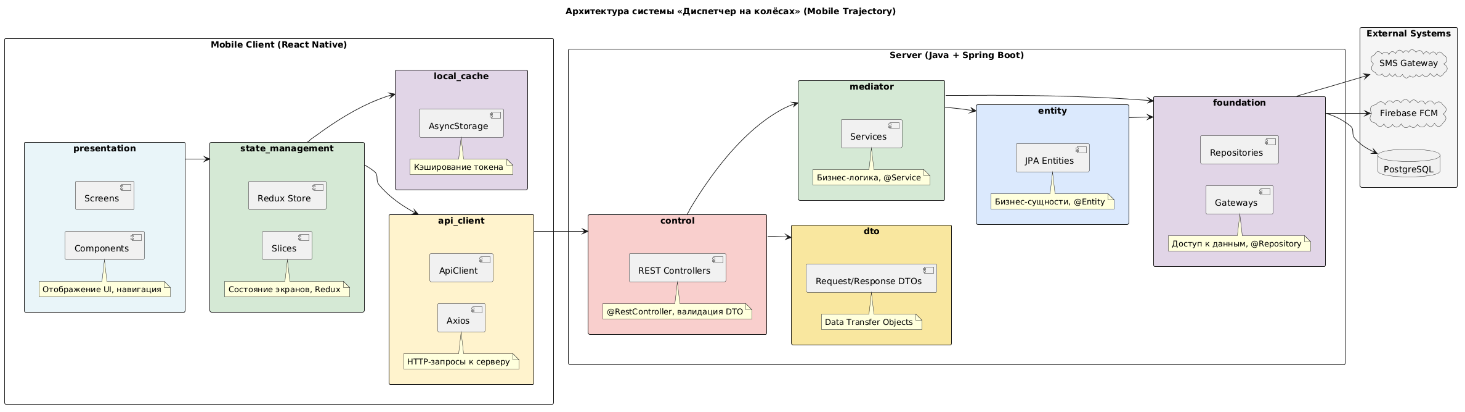 Архитектура системы «Диспетчер на колёсах» (Mobile Trajectory)
Mobile Client (React Native)
presentation
Screens
Components
Отображение UI, навигация
state_management
Redux Store
Slices
Состояние экранов, Redux
local_cache
AsyncStorage
Кэширование токена
api_client
ApiClient
Axios
HTTP-запросы к серверу
Server (Java + Spring Boot)
control
REST Controllers
@RestController, валидация DTO
mediator
Services
Бизнес-логика, @Service
dto
Request/Response DTOs
Data Transfer Objects
entity
JPA Entities
Бизнес-сущности, @Entity
foundation
Repositories
Gateways
Доступ к данным, @Repository
External Systems
SMS Gateway
Firebase FCM
PostgreSQL